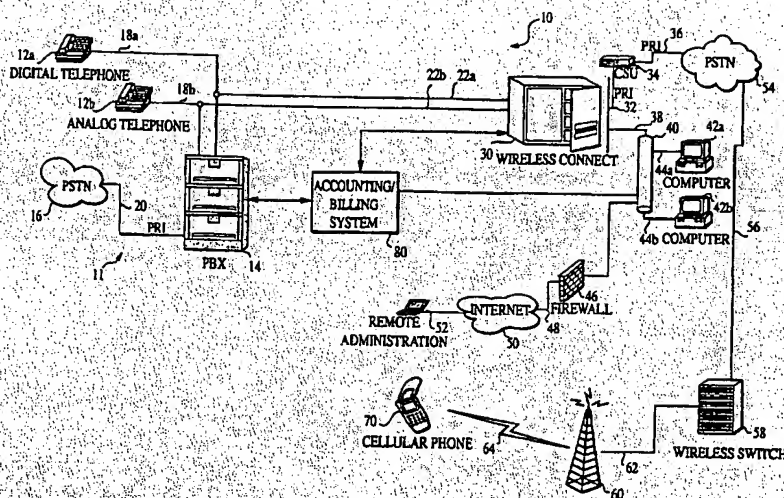 10
18a
12a
DIGITAL TELEPHONE
12b
18b
ANALOG TELEPHONE
22b
22a
PRI
36
CSU
34
PSTN
54
PRI
32
30
WIRELESS CONNECT
38
40
42a
44a
COMPUTER
42b
44b
COMPUTER
56
PSTN
16
20
PRI
11
PBX
14
ACCOUNTING/
BILLING
SYSTEM
80
46
FIREWALL
INTERNET
48
50
52
REMOTE
ADMINISTRATION
70
CELLULAR PHONE
64
60
62
58
WIRELESS SWITCH